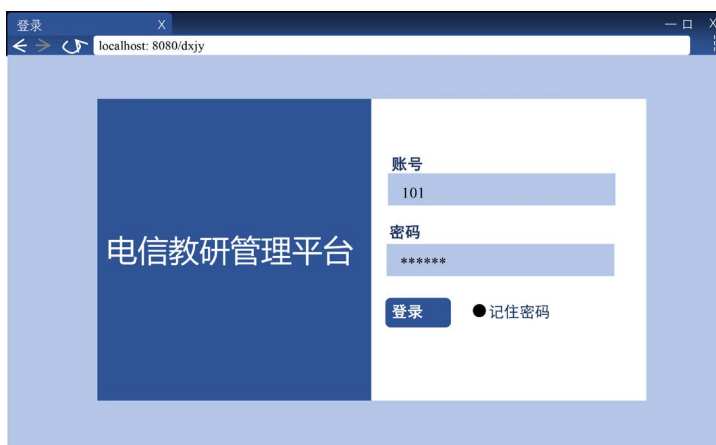 登录 X
localhost: 8080/dxjy
电信教研管理平台
账号
101
密码
******
登录 记住密码